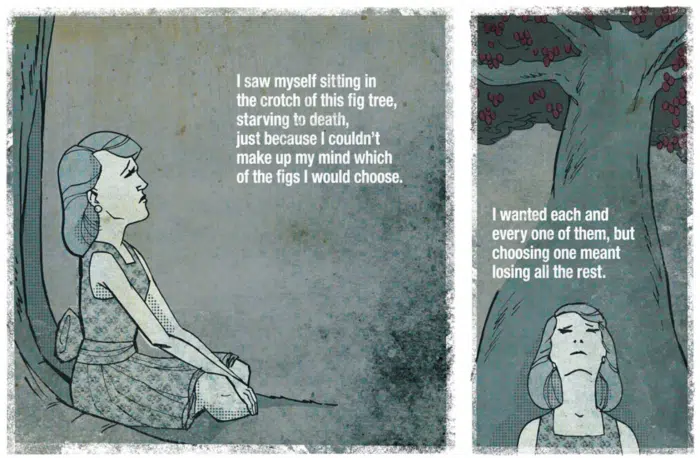 I saw myself sitting in
the crotch of this fig tree,
starving to death,
just because I couldn't
make up my mind which
of the figs I would choose.
I wanted each and
every one of them, but
choosing one meant
losing all the rest.